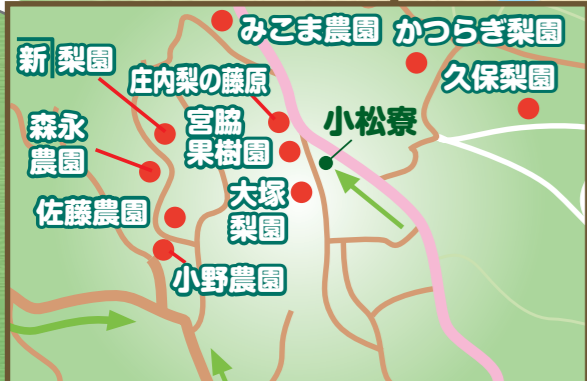 みこま農園
かつらぎ梨園
新 梨園
庄内梨の藤原
久保梨園
森永
農園
宮脇
果樹園
小松寮
佐藤農園
大塚
梨園
小野農園